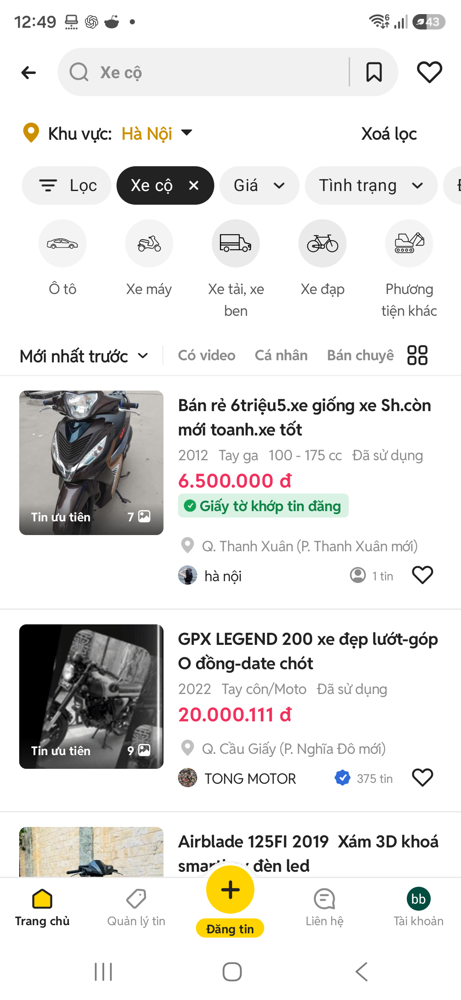 12:49
6
43
Xe cộ
Khu vực: Hà Nội
Xoá lọc
Lọc
Xe cộ
Giá
Tình trạng
Ô tô
Xe máy
Xe tải, xe
ben
Xe đạp
Phương
tiện khác
Mới nhất trước
Có video
Cá nhân
Bán chuyê
Bán rẻ 6triệu5.xe giống xe Sh.còn
mới toanh.xe tốt
2012 Tay ga 100 - 175 cc Đã sử dụng
6.500.000 đ
Giấy tờ khớp tin đăng
Tin ưu tiên 7
Q. Thanh Xuân (P. Thanh Xuân mới)
hà nội
1 tin
GPX LEGEND 200 xe đẹp lướt-góp
O đồng-date chót
2022 Tay côn/Moto Đã sử dụng
20.000.111 đ
Tin ưu tiên 9
Q. Cầu Giấy (P. Nghĩa Đô mới)
TONG MOTOR
375 tin
Airblade 125FI 2019 Xám 3D khoá
đèn led
Trang chủ
Quản lý tin
Đăng tin
Liên hệ
bb
Tài khoản